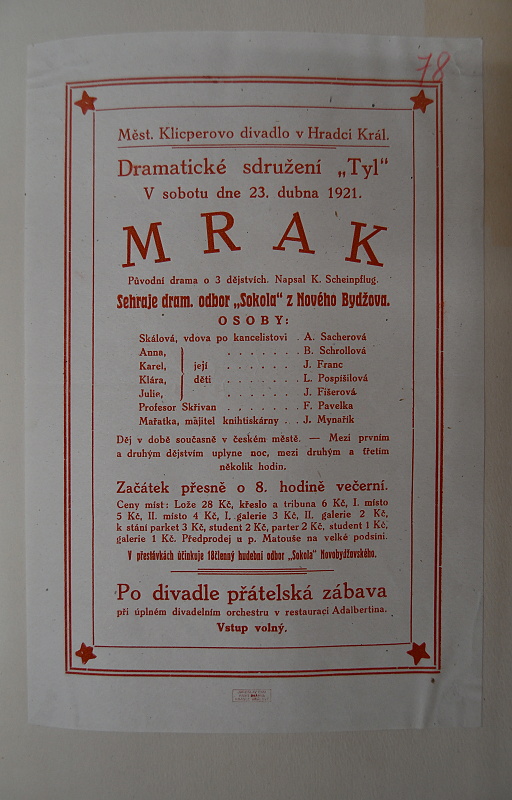 78
Měst. Klicperovo divadlo v Hradci Král.
Dramatické sdružení „Tyl"
V sobotu dne 23. dubna 1921.
MRAK
Původní drama o 3 dějstvích. Napsal K. Scheinpflug.
Sehraje dram. odbor „Sokola" z Nového Bydžova.
OSOBY:
Skálová, vdova po kancelistovi . A. Sacherová
Anna, . . . . . . . B. Schrollová
Karel, její . . . . . . J. Franc
Klára, děti . . . . . . L. Pospíšilová
Julie, . . . . . . . J. Fišerová
Profesor Skřivan . . . . . . F. Pavelka
Mařatka, májitel knihtiskárny . . J. Mynařík
Děj v době současně v českém městě. — Mezi prvním
a druhým dějstvím uplyne noc, mezi druhým a třetím
několik hodin.
Začátek přesně o 8. hodině večerní.
Ceny míst: Lože 28 Kč, křeslo a tribuna 6 Kč, I. místo
5 Kč, II. místo 4 Kč, I. galerie 3 Kč, II. galerie 2 Kč,
k stání parket 3 Kč, student 2 Kč, parter 2 Kč, student 1 Kč,
galerie 1 Kč. Předprodej u p. Matouše na velké podsíni.
V přestávkách účinkuje 18členný hudební odbor „Sokola" Novobydžovského.
Po divadle přátelská zábava
při úplném divadelním orchestru v restauraci Adalbertina.
Vstup volný.